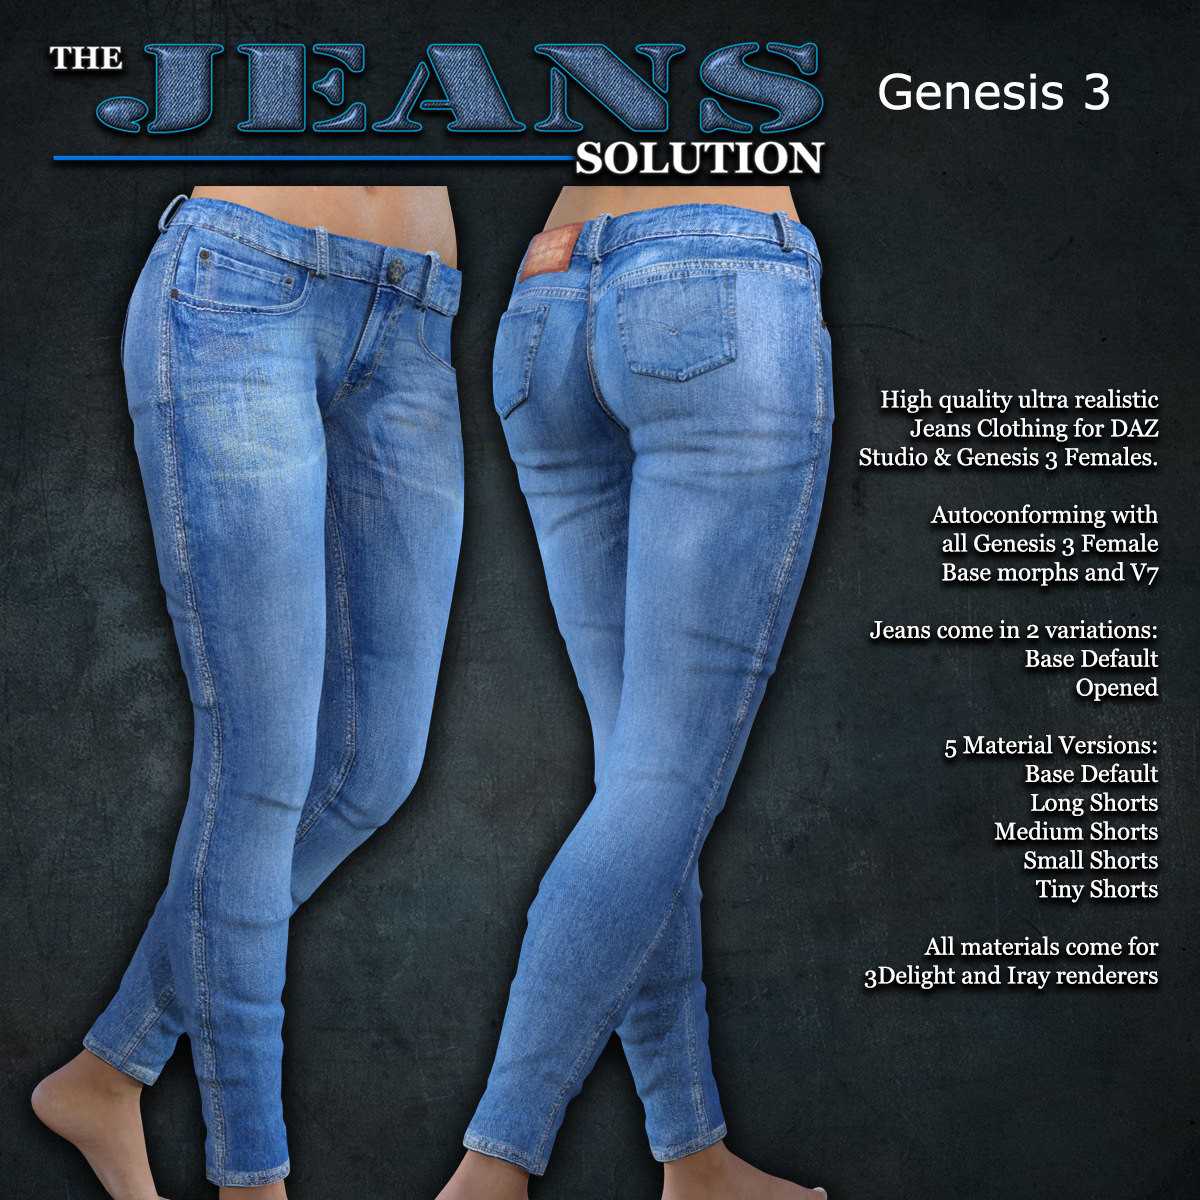 THE JEANS
SOLUTION
Genesis 3
High quality ultra realistic
Jeans Clothing for DAZ
Studio & Genesis 3 Females.
Autoconforming with
all Genesis 3 Female
Base morphs and V7
Jeans come in 2 variations:
Base Default
Opened
5 Material Versions:
Base Default
Long Shorts
Medium Shorts
Small Shorts
Tiny Shorts
All materials come for
3Delight and Iray renderers